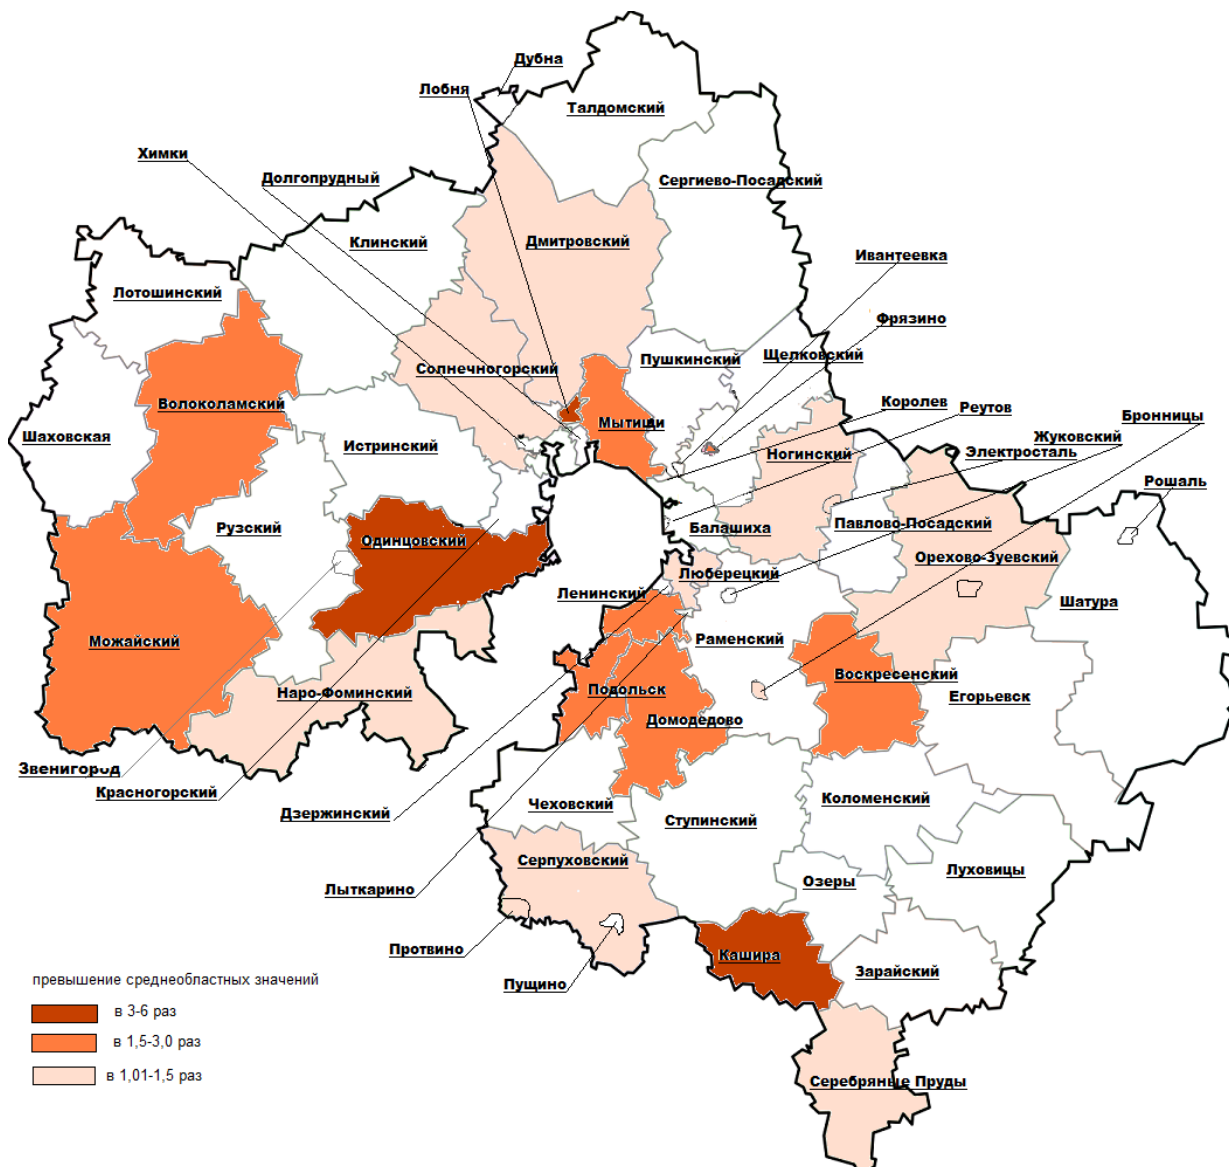 Дубна
Лобня
Талдомский
Химки
Долгопрудный
Сергиево-Посадский
Клинский
Дмитровский
Ивантеевка
Лотошинский
Фрязино
Пушкинский
Щелковский
Солнечногорский
Волоколамский
Королев
Реутов
Бронницы
Шаховская
Мытищи
Истринский
Жуковский
Ногинский
Электросталь
Рошаль
Рузский
Балашиха
Павлово-Посадский
Одинцовский
Орехово-Зуевский
Люберецкий
Ленинский
Шатура
Можайский
Раменский
Воскресенский
Наро-Фоминский
Подольск
Егорьевск
Домодедово
Звенигород
Красногорский
Коломенский
Дзержинский
Чеховский
Ступинский
Серпуховский
Луховицы
Озеры
Лыткарино
Протвино
Кашира
Зарайский
Пущино
превышение среднеобластных значений
в 3-6 раз
в 1,5-3,0 раз
в 1,01-1,5 раз
Серебряные Пруды